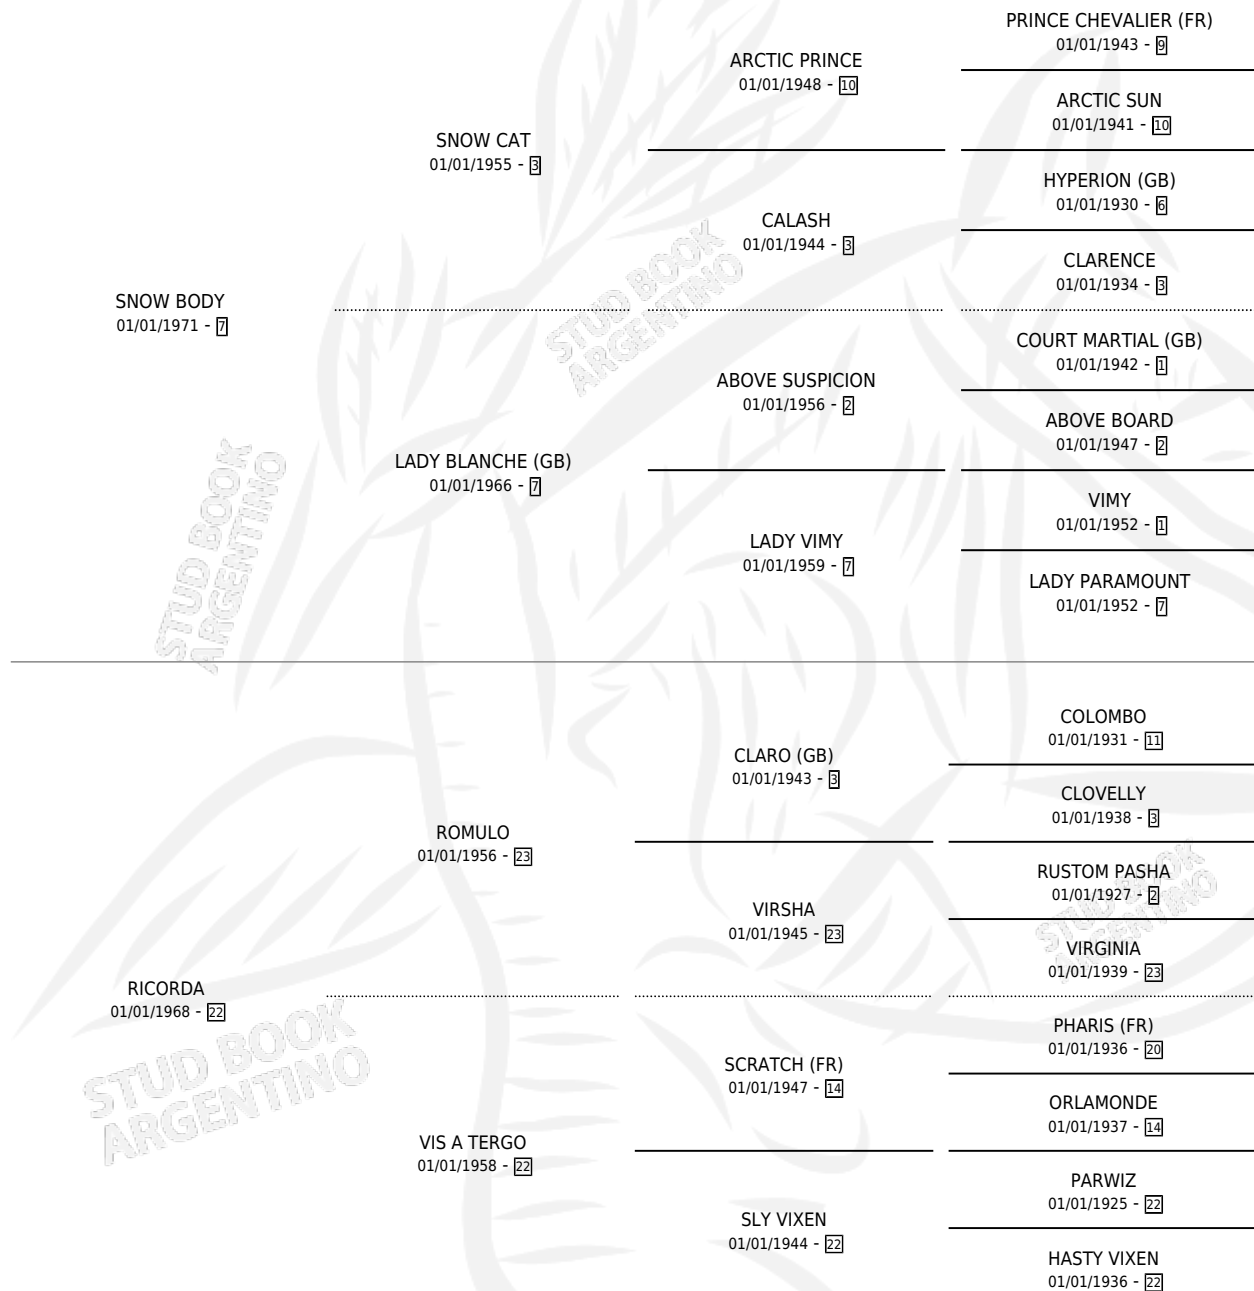 PRINCE CHEVALIER (FR)
01/01/1943 - 9
ARCTIC PRINCE
01/01/1948 - 10
ARCTIC SUN
01/01/1941 - 10
SNOW CAT
01/01/1955 - 3
HYPERION (GB)
01/01/1930 - 6
CALASH
01/01/1944 - 3
CLARENCE
01/01/1934 - 3
SNOW BODY
01/01/1971 - 7
COURT MARTIAL (GB)
01/01/1942 - 1
ABOVE SUSPICION
01/01/1956 - 2
ABOVE BOARD
01/01/1947 - 2
LADY BLANCHE (GB)
01/01/1966 - 7
VIMY
01/01/1952 - 1
LADY VIMY
01/01/1959 - 7
LADY PARAMOUNT
01/01/1952 - 7
COLOMBO
01/01/1931 - 11
CLARO (GB)
01/01/1943 - 3
CLOVELLY
01/01/1938 - 3
ROMULO
01/01/1956 - 23
RUSTOM PASHA
01/01/1927 - 2
VIRSHA
01/01/1945 - 23
VIRGINIA
01/01/1939 - 23
RICORDA
01/01/1968 - 22
PHARIS (FR)
01/01/1936 - 20
SCRATCH (FR)
01/01/1947 - 14
ORLAMONDE
01/01/1937 - 14
VIS A TERGO
01/01/1958 - 22
PARWIZ
01/01/1925 - 22
SLY VIXEN
01/01/1944 - 22
HASTY VIXEN
01/01/1936 - 22
STUD BOOK
ARGENTINO
STUD BOOK
ARGENTINO
STUD BOOK
ARGENTINO
STUD BOOK
ARGENTINO